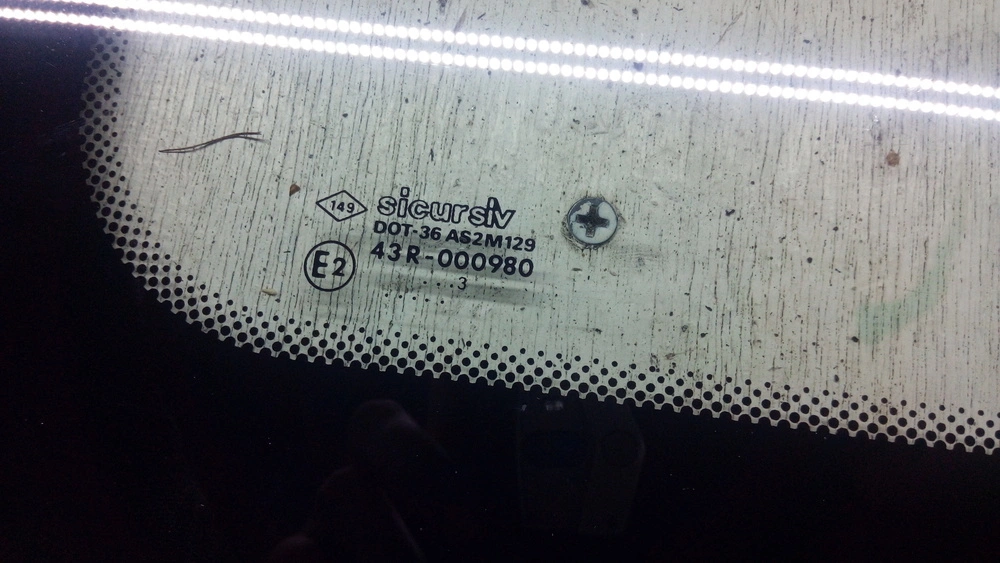 149
sicursiv
DOT-36 AS2M129
E2
43R-000980
. . . . 3
. . . . . .